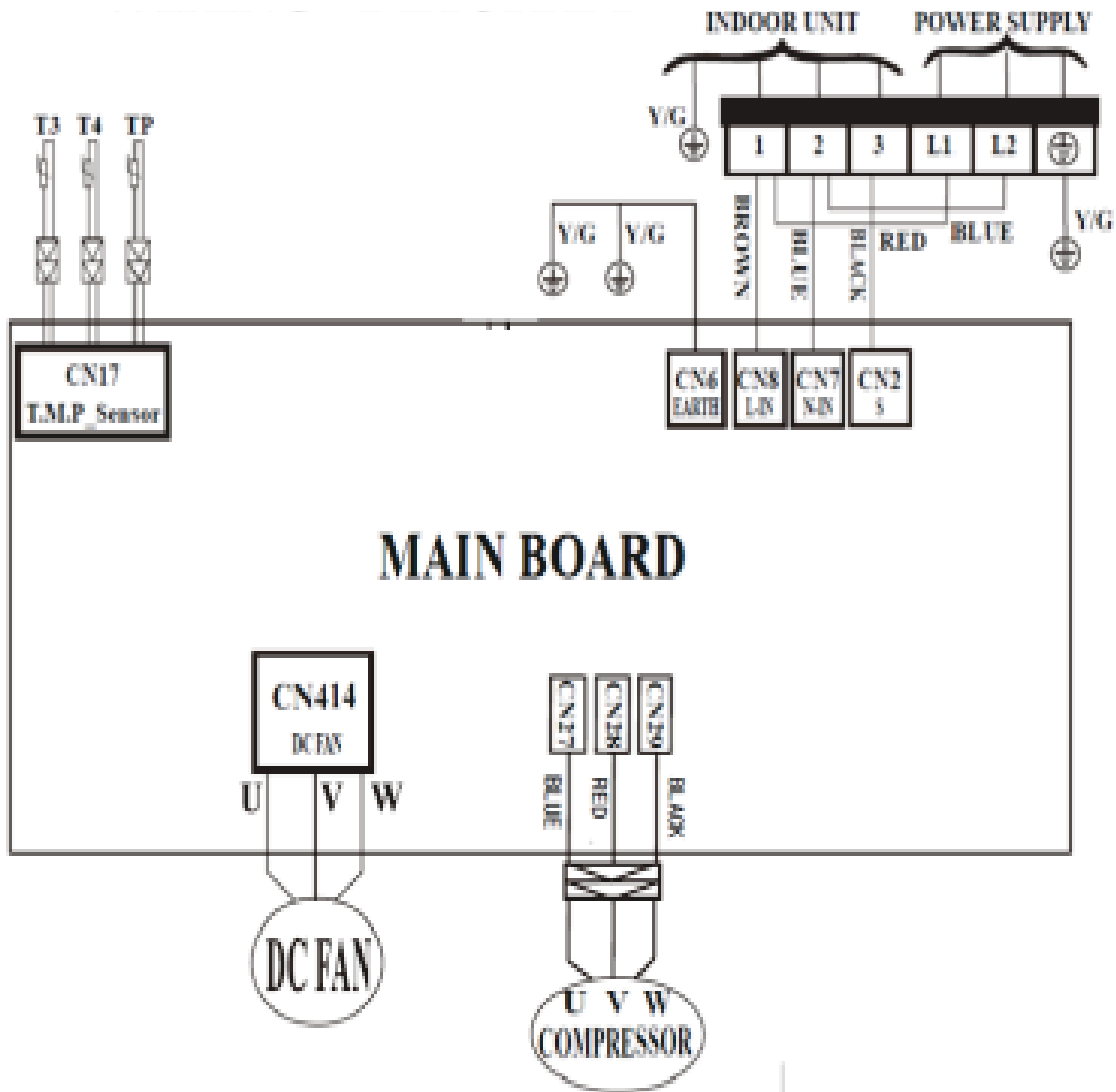 INDOOR UNIT POWER SUPPLY
T3 T4 TP
Y/G
1 2 3 L1 L2
Y/G Y/G
BROWN
BLUE
BLACK
RED
BLUE
Y/G
CN17
T.M.P_Sensor
CN6
EARTH
CN8
L-IN
CN7
N-IN
CN2
S
MAIN BOARD
CN414
DC FAN
U V W
CN27
CN28
CN29
BLUE
RED
BLACK
DC FAN
U V W
COMPRESSOR